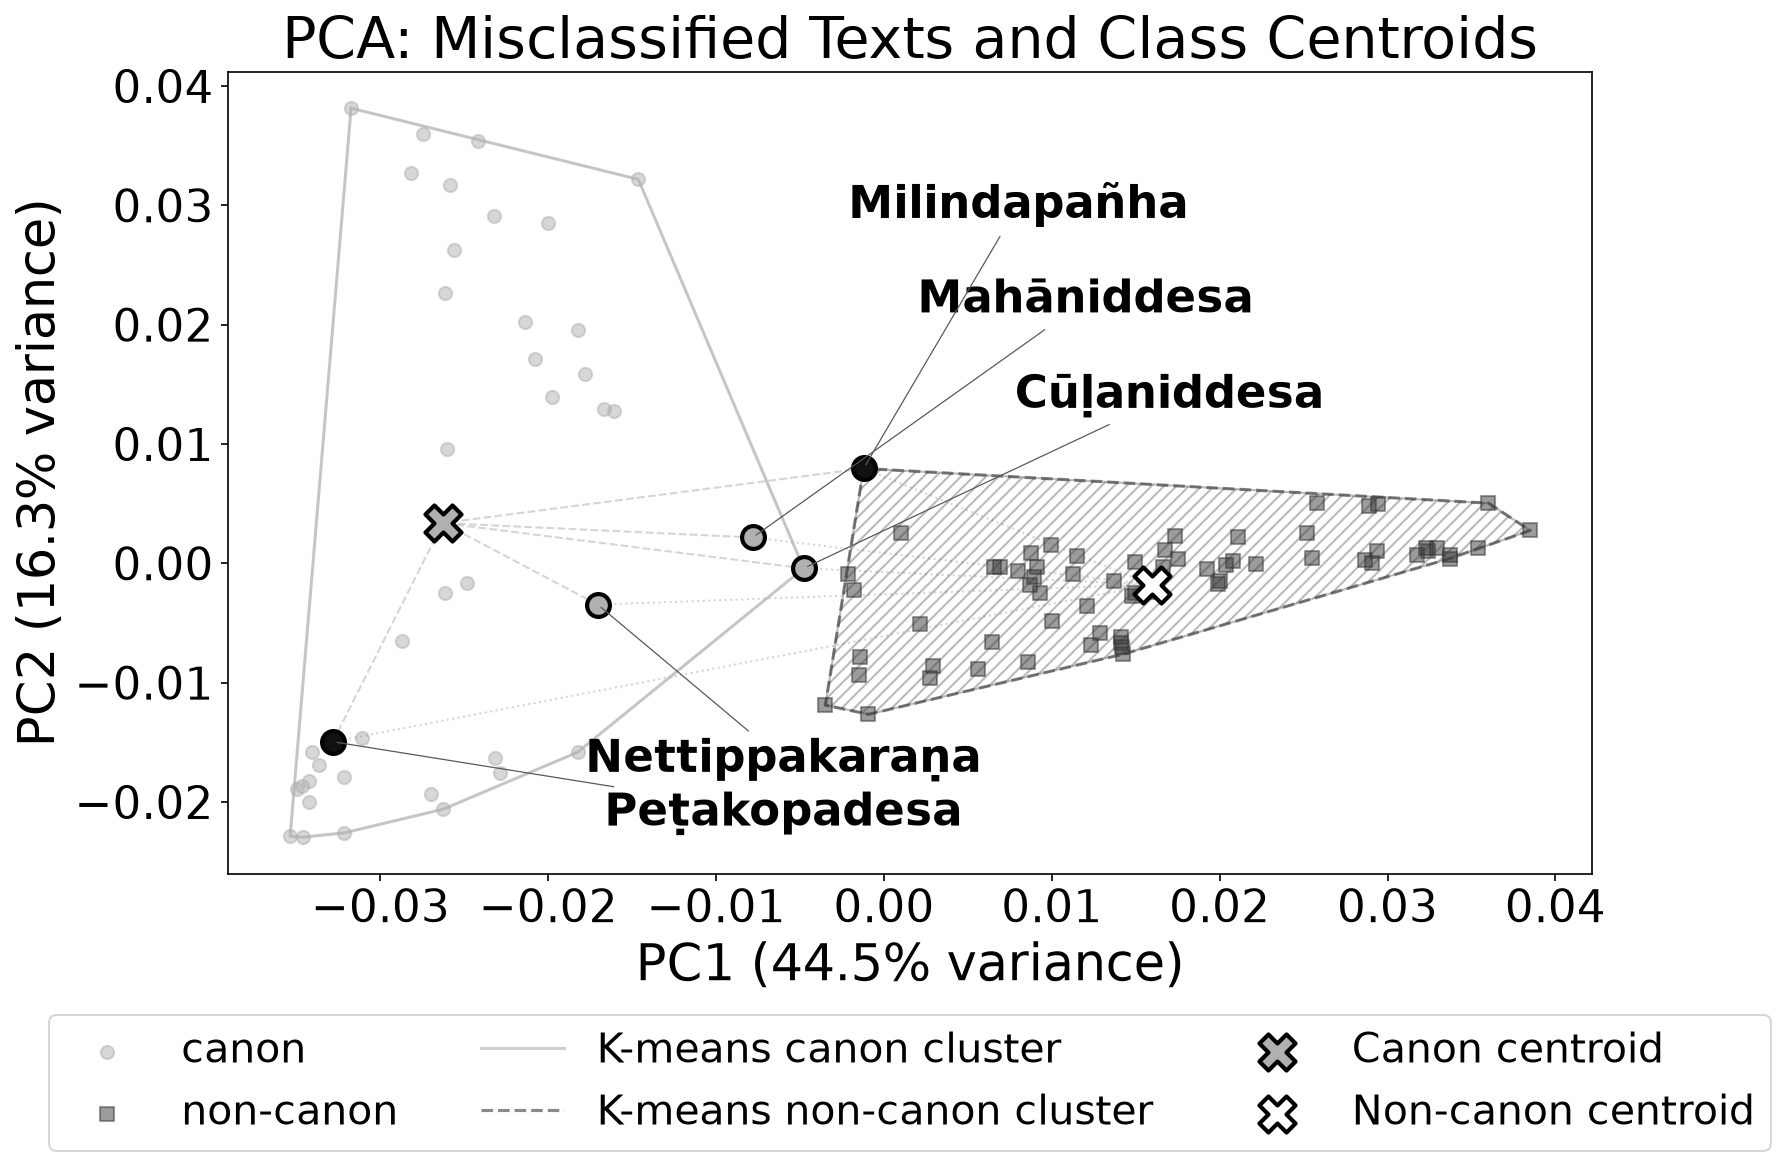 PCA: Misclassified Texts and Class Centroids
0.04
0.03
0.02
0.01
0.00
−0.01
−0.02
PC2 (16.3% variance)
Milindapañha
Mahāniddesa
Cūḷaniddesa
Nettippakaraṇa
Peṭakopadesa
−0.03 −0.02 −0.01 0.00 0.01 0.02 0.03 0.04
PC1 (44.5% variance)
canon K-means canon cluster Canon centroid
non-canon K-means non-canon cluster Non-canon centroid